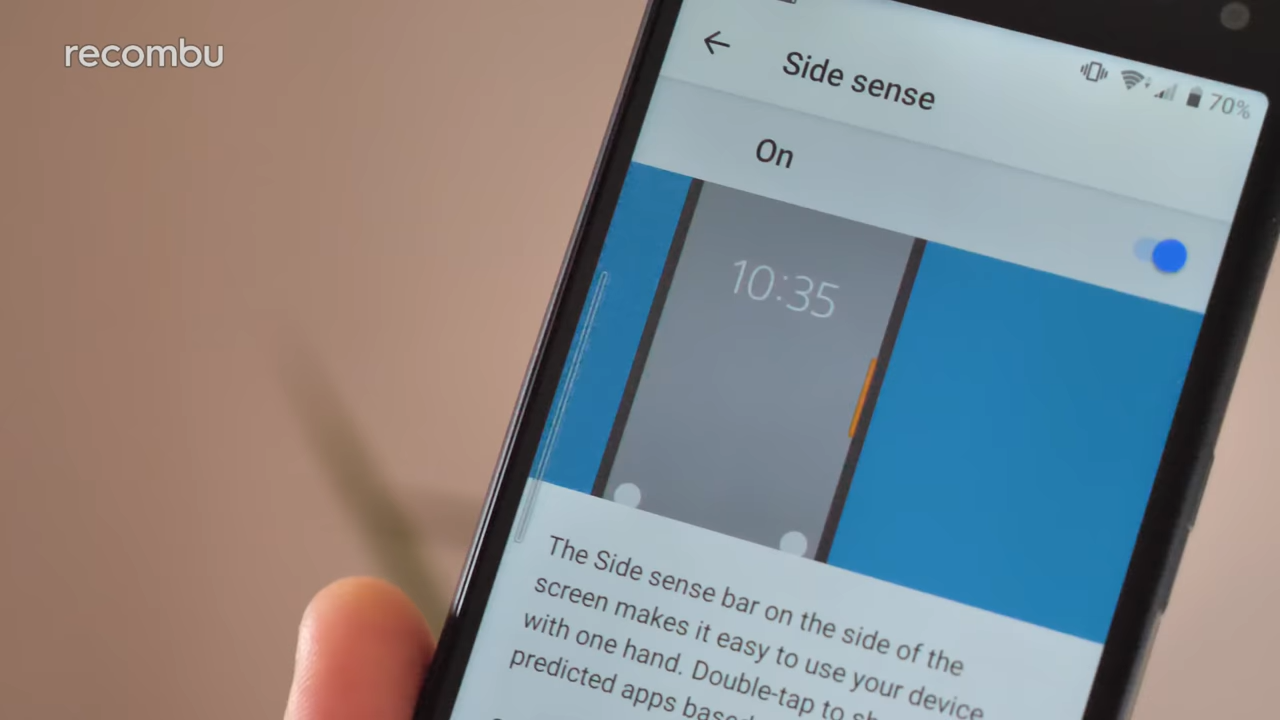 recombu
70%
Side sense
On
10:35
The Side sense bar on the side of the
screen makes it easy to use your device
with one hand. Double-tap to
predicted apps based